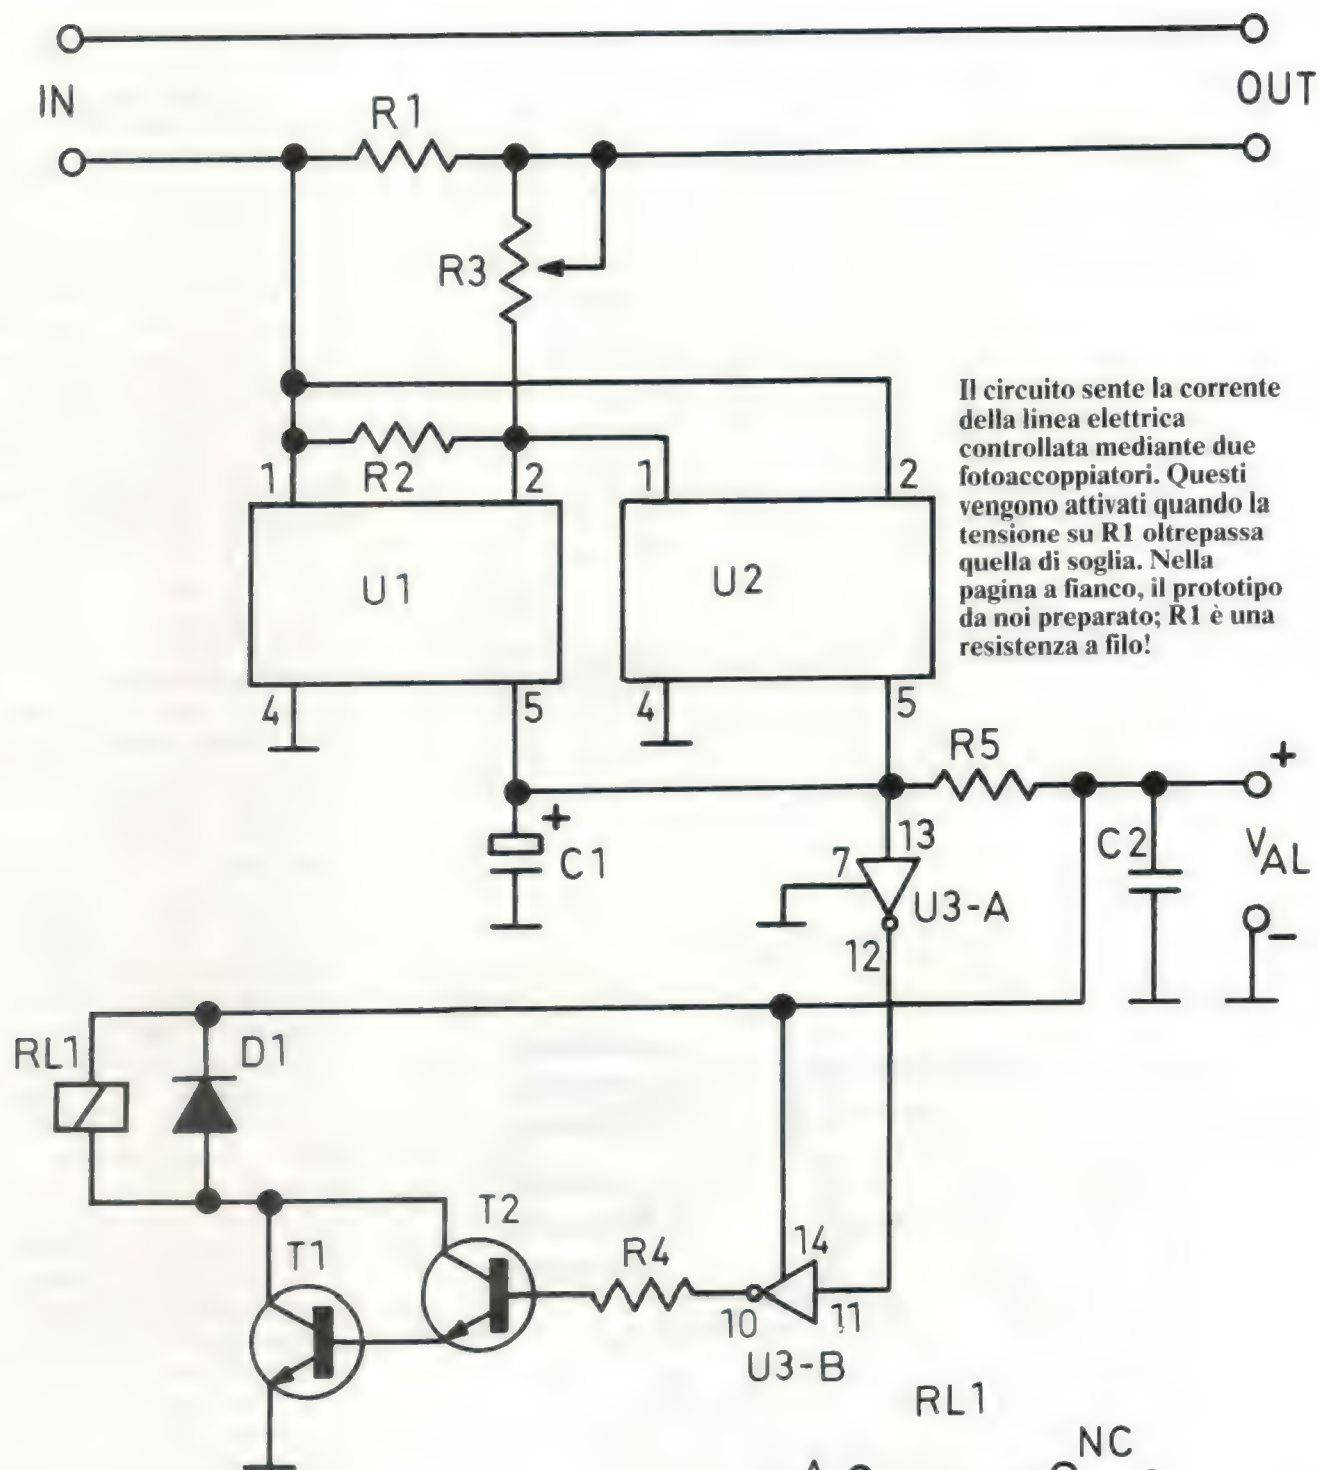 IN
OUT
R1
R3
Il circuito sente la corrente
della linea elettrica
controllata mediante due
fotoaccoppiatori. Questi
vengono attivati quando la
tensione su R1 oltrepassa
quella di soglia. Nella
pagina a fianco, il prototipo
da noi preparato; R1 è una
resistenza a filo!
1
R2
2
1
2
U1
U2
4
5
4
5
R5
+
+
C1
7
13
U3-A
C2
VAL
-
12
RL1
D1
T2
T1
R4
14
10
11
U3-B
RL1
NC